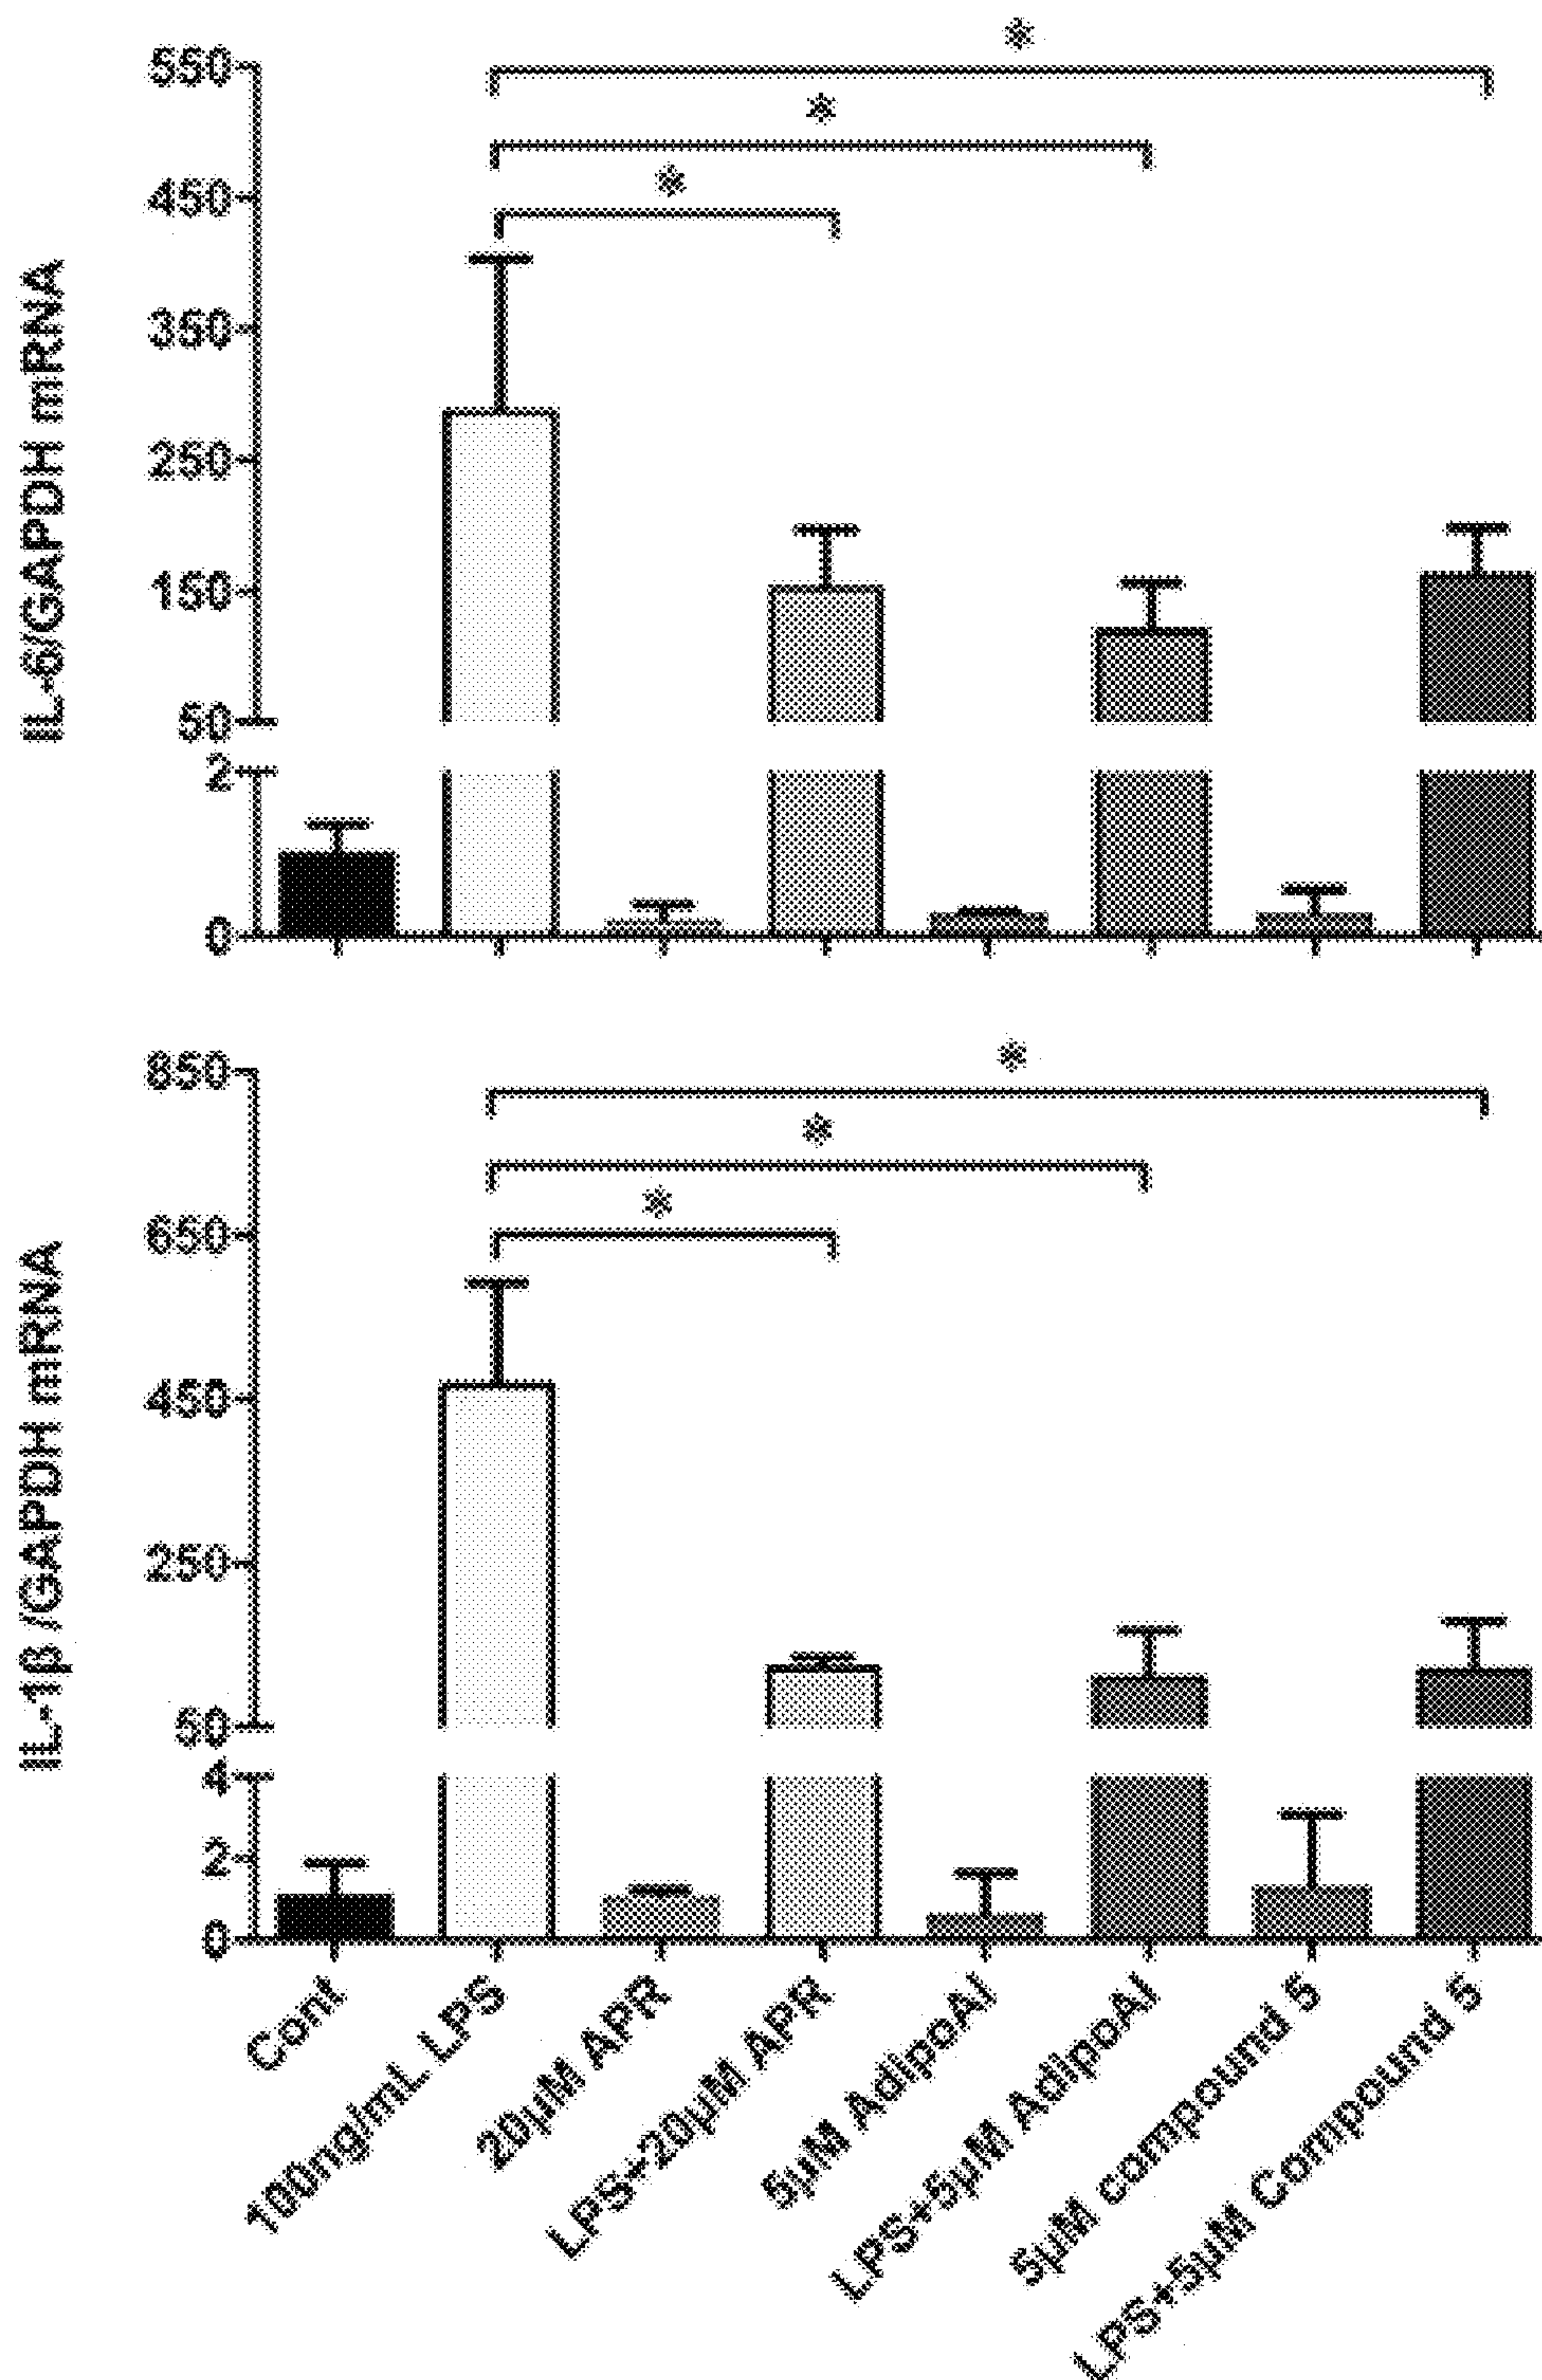 *
550
*
450
*
350
250
150
50
2
0
IL-6/GAPDH mRNA
*
850
*
650
*
450
250
50
4
2
0
IL-1β /GAPDH mRNA
Cont
100ng/mL LPS
20µM APR
LPS+20µM APR
5µM AdipoAI
LPS+5µM AdipoAI
5µM compound 5
LPS+5µM Compound 5